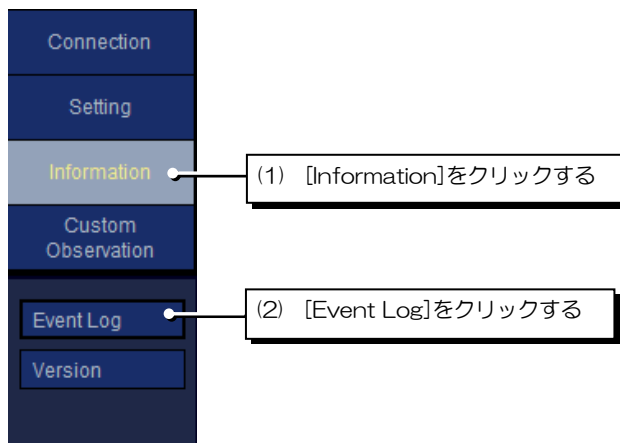 Connection
Setting
Information
(1) [Information]をクリックする
Custom
Observation
Event Log
(2) [Event Log]をクリックする
Version